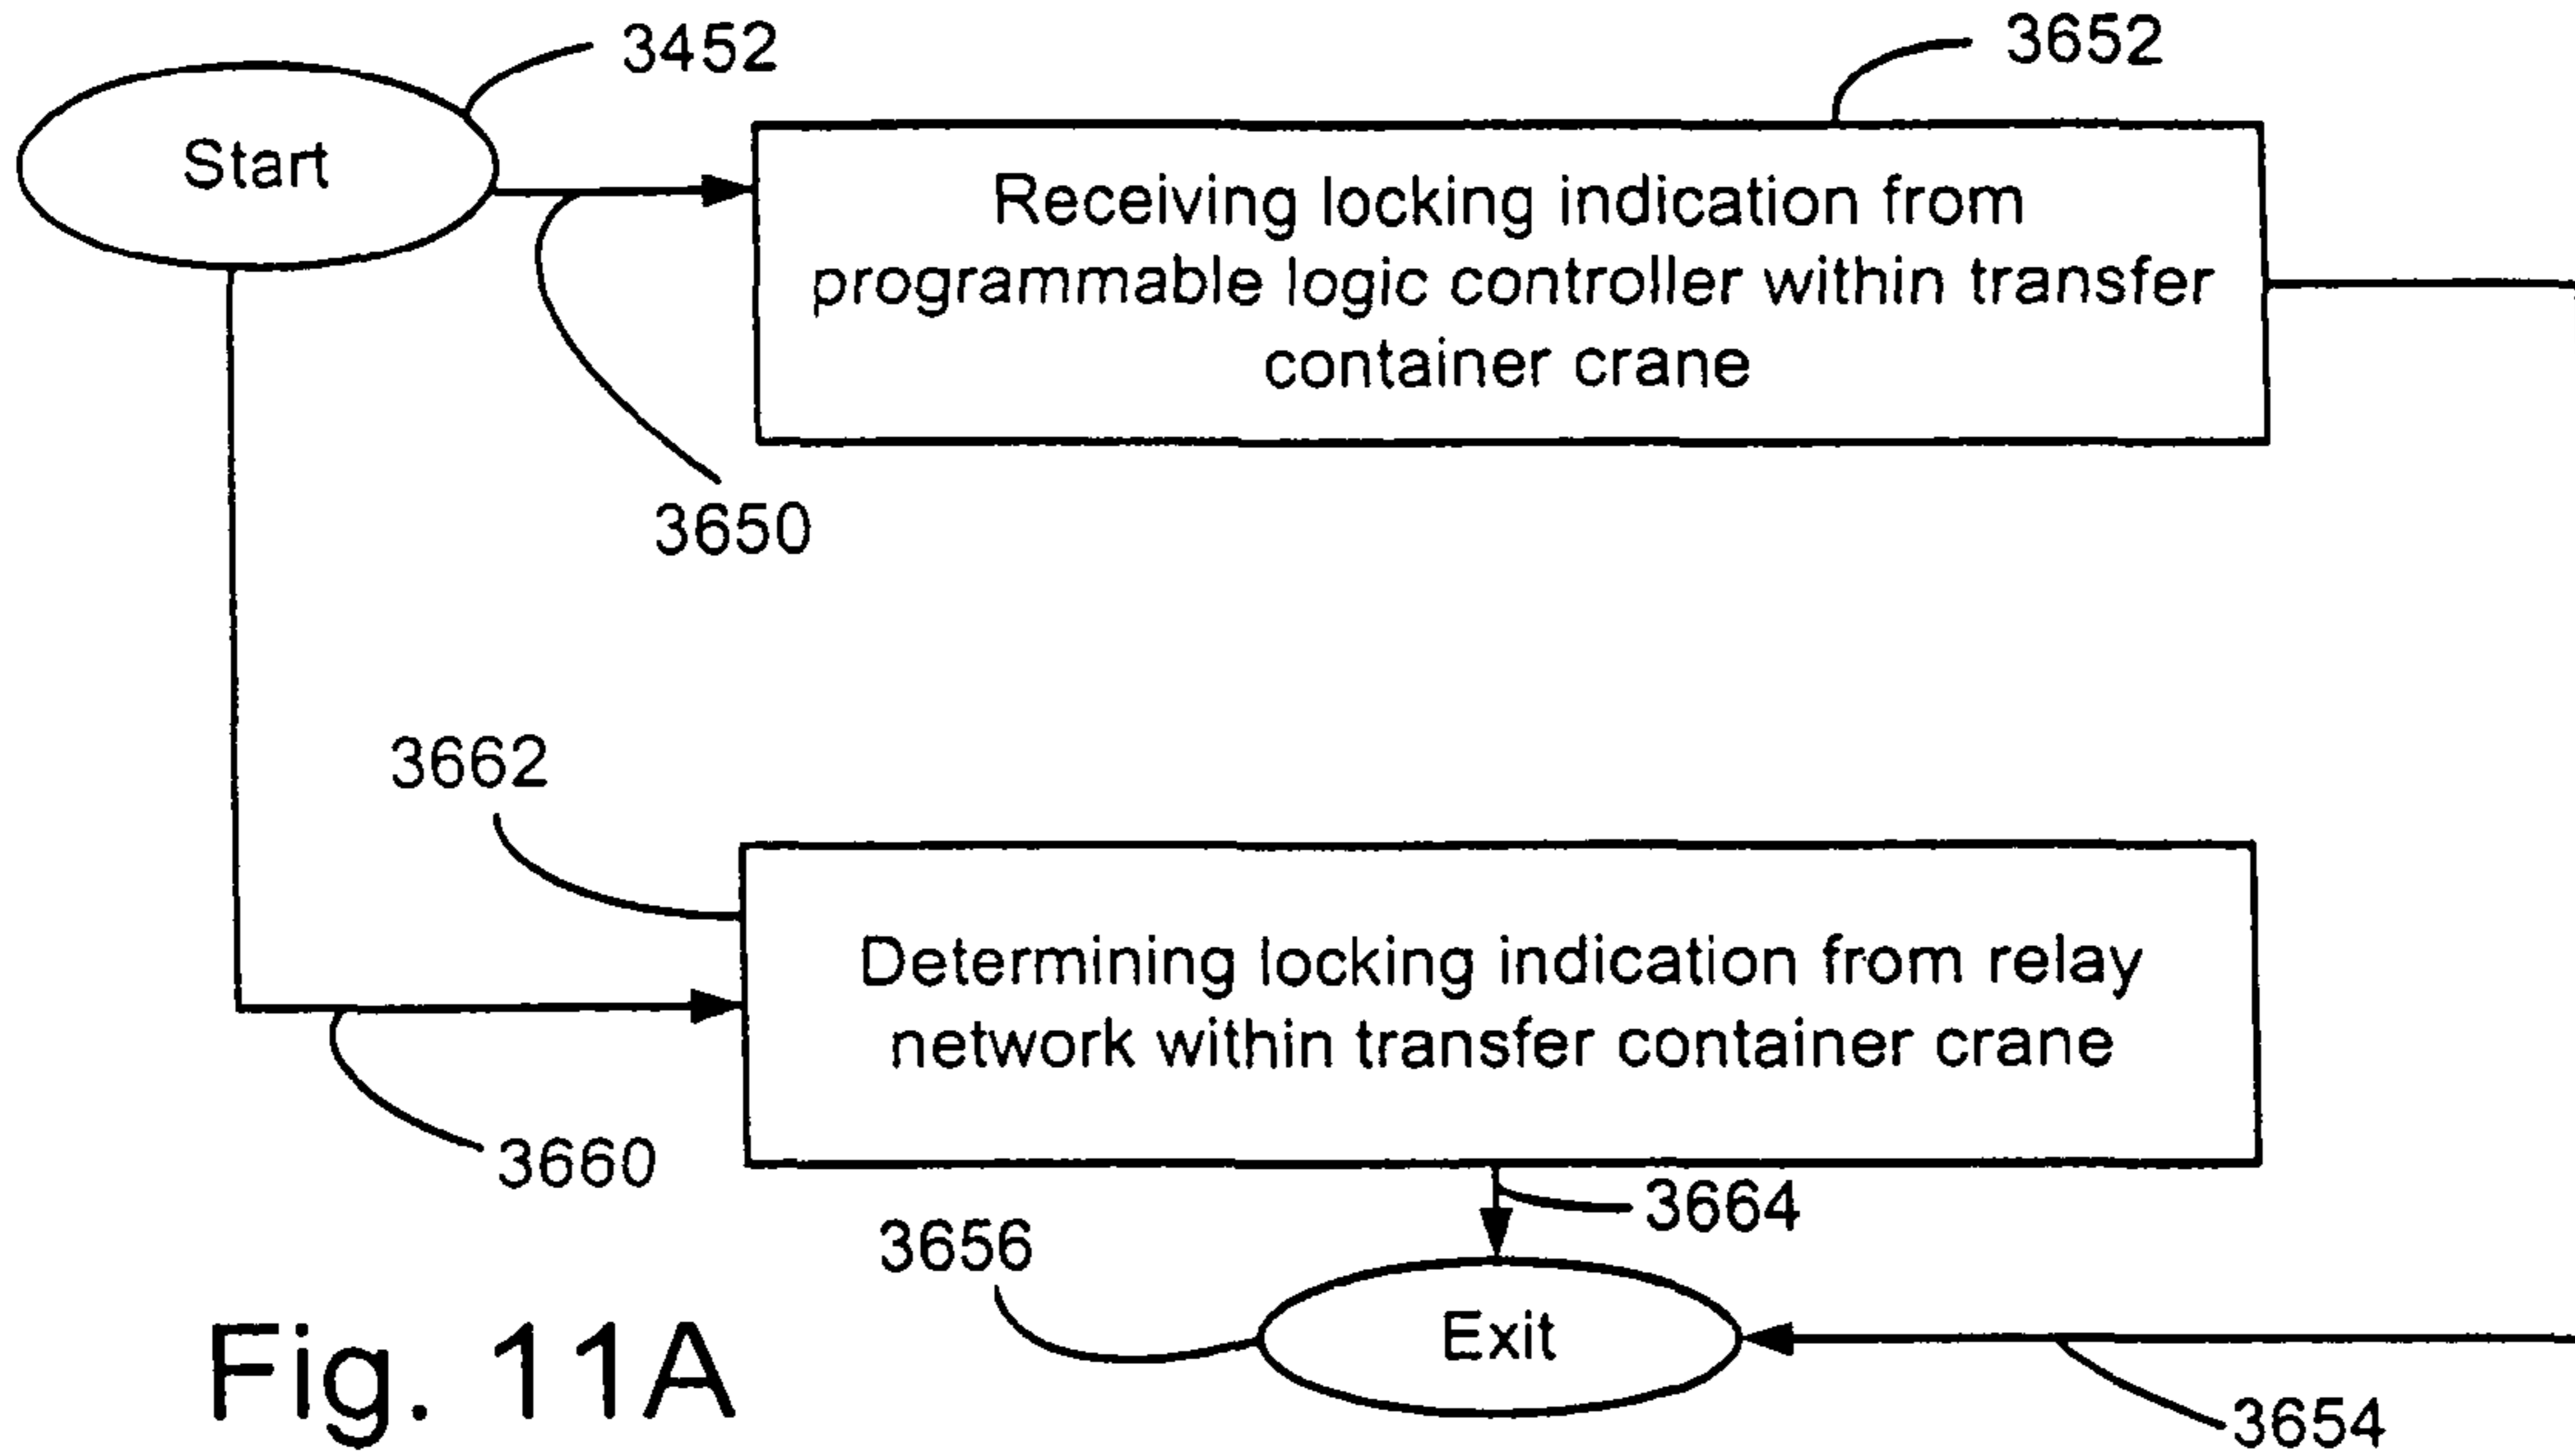 3452
3652
Start
Receiving locking indication from
programmable logic controller within transfer
container crane
3650
3662
Determining locking indication from relay
network within transfer container crane
3660
3664
3656
Exit
3654
Fig. 11A